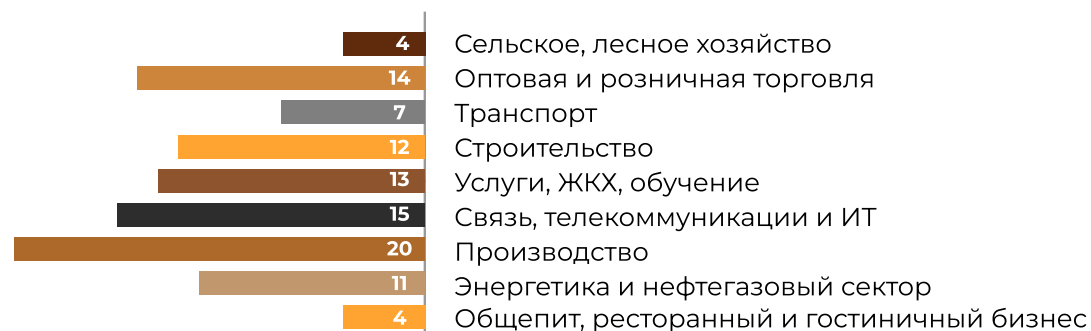 4 Сельское, лесное хозяйство
14 Оптовая и розничная торговля
7 Транспорт
12 Строительство
13 Услуги, ЖКХ, обучение
15 Связь, телекоммуникации и ИТ
20 Производство
11 Энергетика и нефтегазовый сектор
4 Общепит, ресторанный и гостиничный бизнес